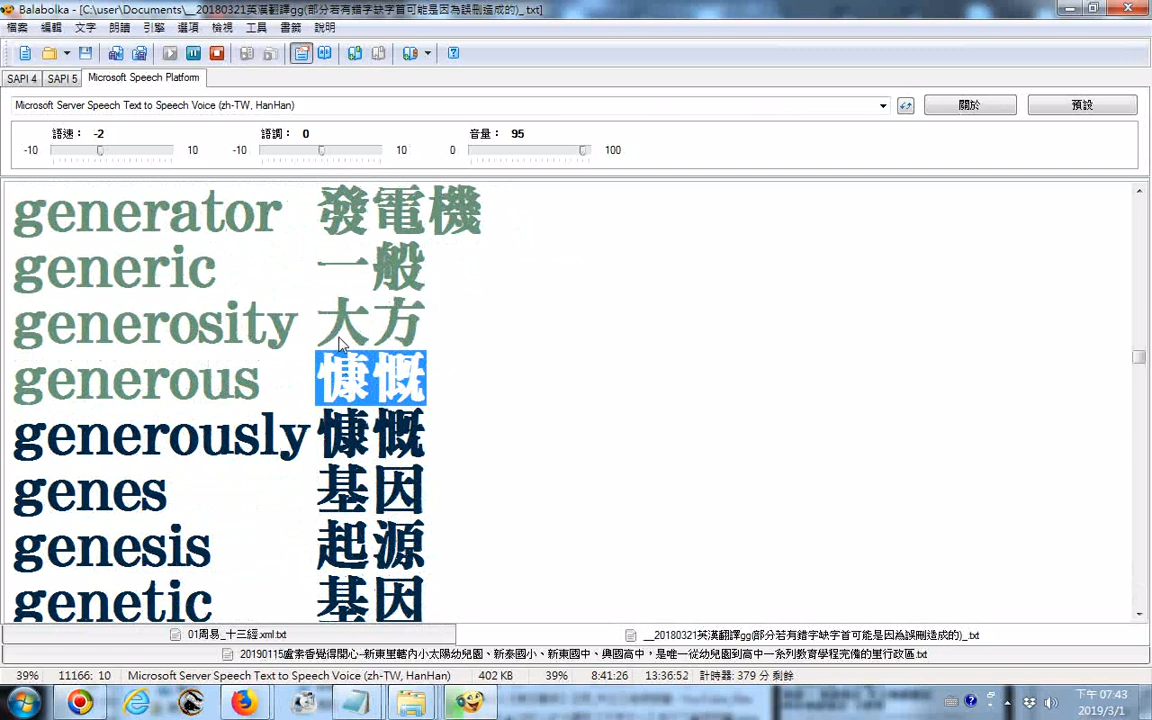 Balabolka - [C:\user\Documents\__20180321英漢翻譯gg(部分若有錯字缺字首可能是因為誤刪造成的)_.txt]
檔案 編輯 文字 朗讀 引擎 選項 檢視 工具 書籤 說明
SAPI 4 SAPI 5 Microsoft Speech Platform
Microsoft Server Speech Text to Speech Voice (zh-TW, HanHan) 關於 預設
語速： -2 語調： 0 音量： 95
-10 10 -10 10 0 100
generator 發電機
generic 一般
generosity 大方
generous 慷慨
generously 慷慨
genes 基因
genesis 起源
genetic 基因
01周易_十三經.xml.txt __20180321英漢翻譯gg(部分若有錯字缺字首可能是因為誤刪造成的)_.txt
20190115盧素香覺得開心--新東里轄內小太陽幼兒園、新泰國小、新東國中、興國高中，是唯一從幼兒園到高中一系列教育學程完備的里行政區.txt
39% 11166: 10 Microsoft Server Speech Text to Speech Voice (zh-TW, HanHan) 402 KB 39% 8:41:26 13:36:52 計時器: 379 分 剩餘
下午 07:43
2019/3/1